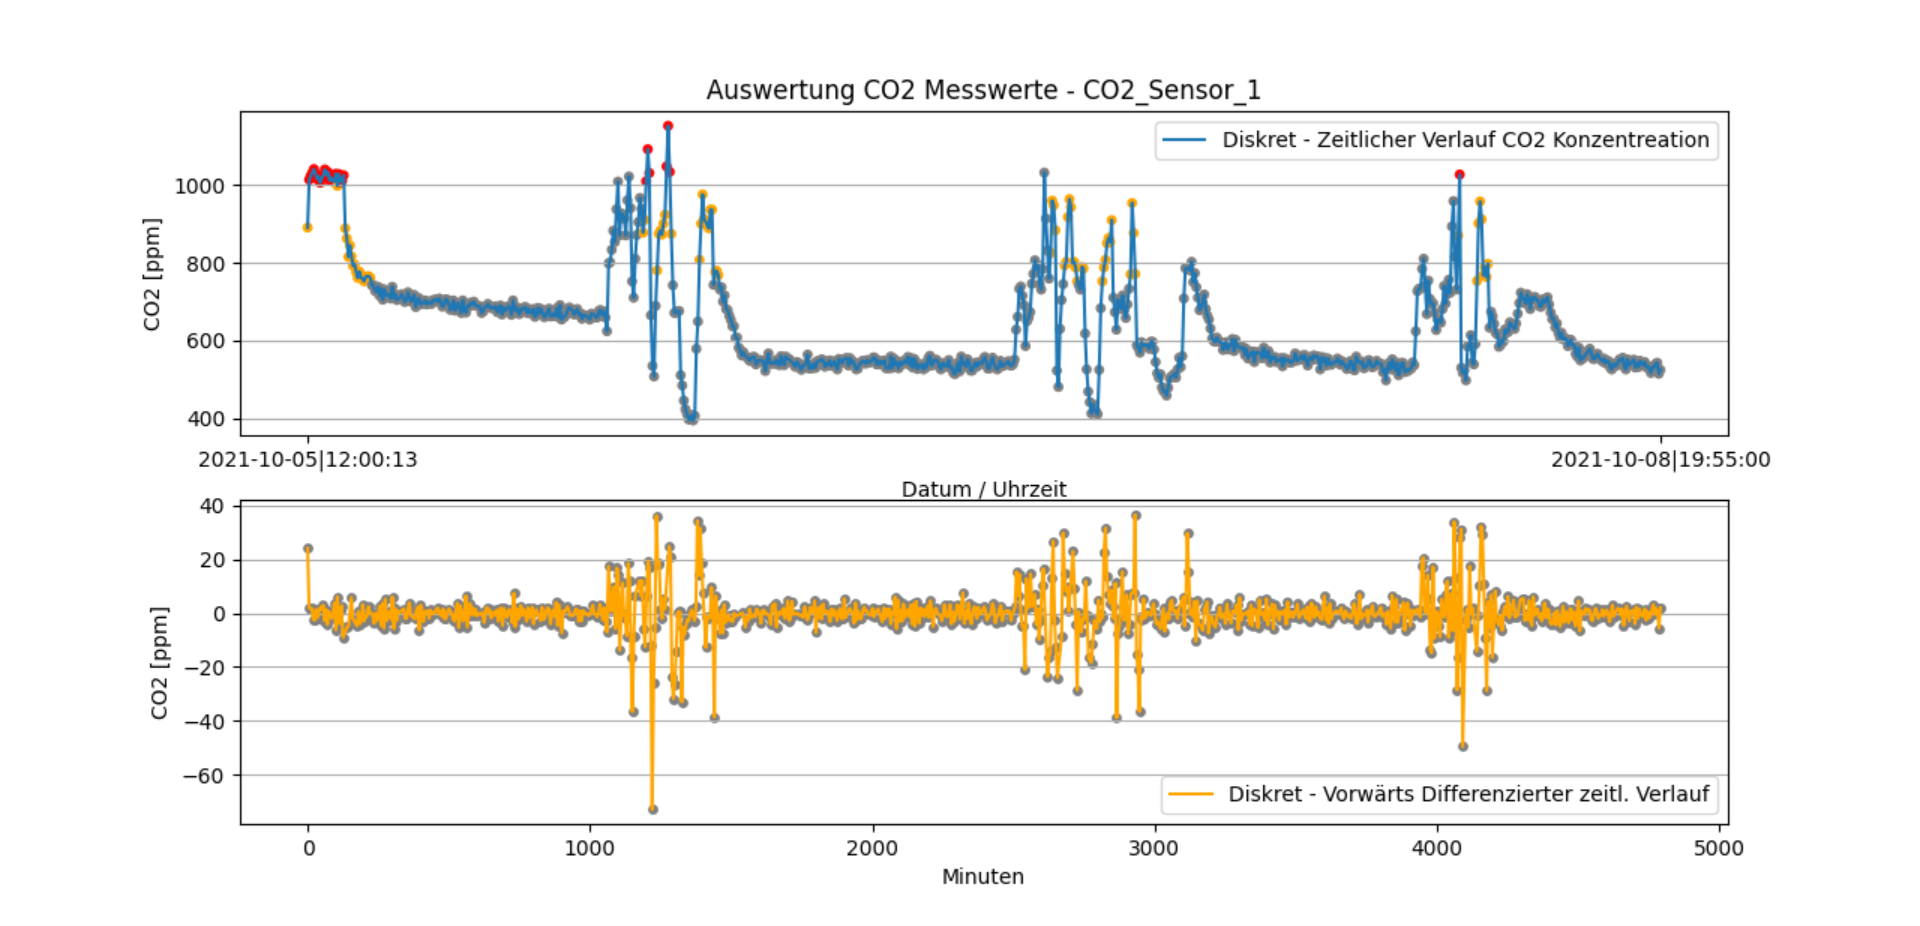 Auswertung CO2 Messwerte - CO2_Sensor_1
Diskret - Zeitlicher Verlauf CO2 Konzentreation
1000
800
600
400
CO2 [ppm]
2021-10-05|12:00:13
2021-10-08|19:55:00
Datum / Uhrzeit
40
20
0
−20
−40
−60
CO2 [ppm]
Diskret - Vorwärts Differenzierter zeitl. Verlauf
0 1000 2000 3000 4000 5000
Minuten